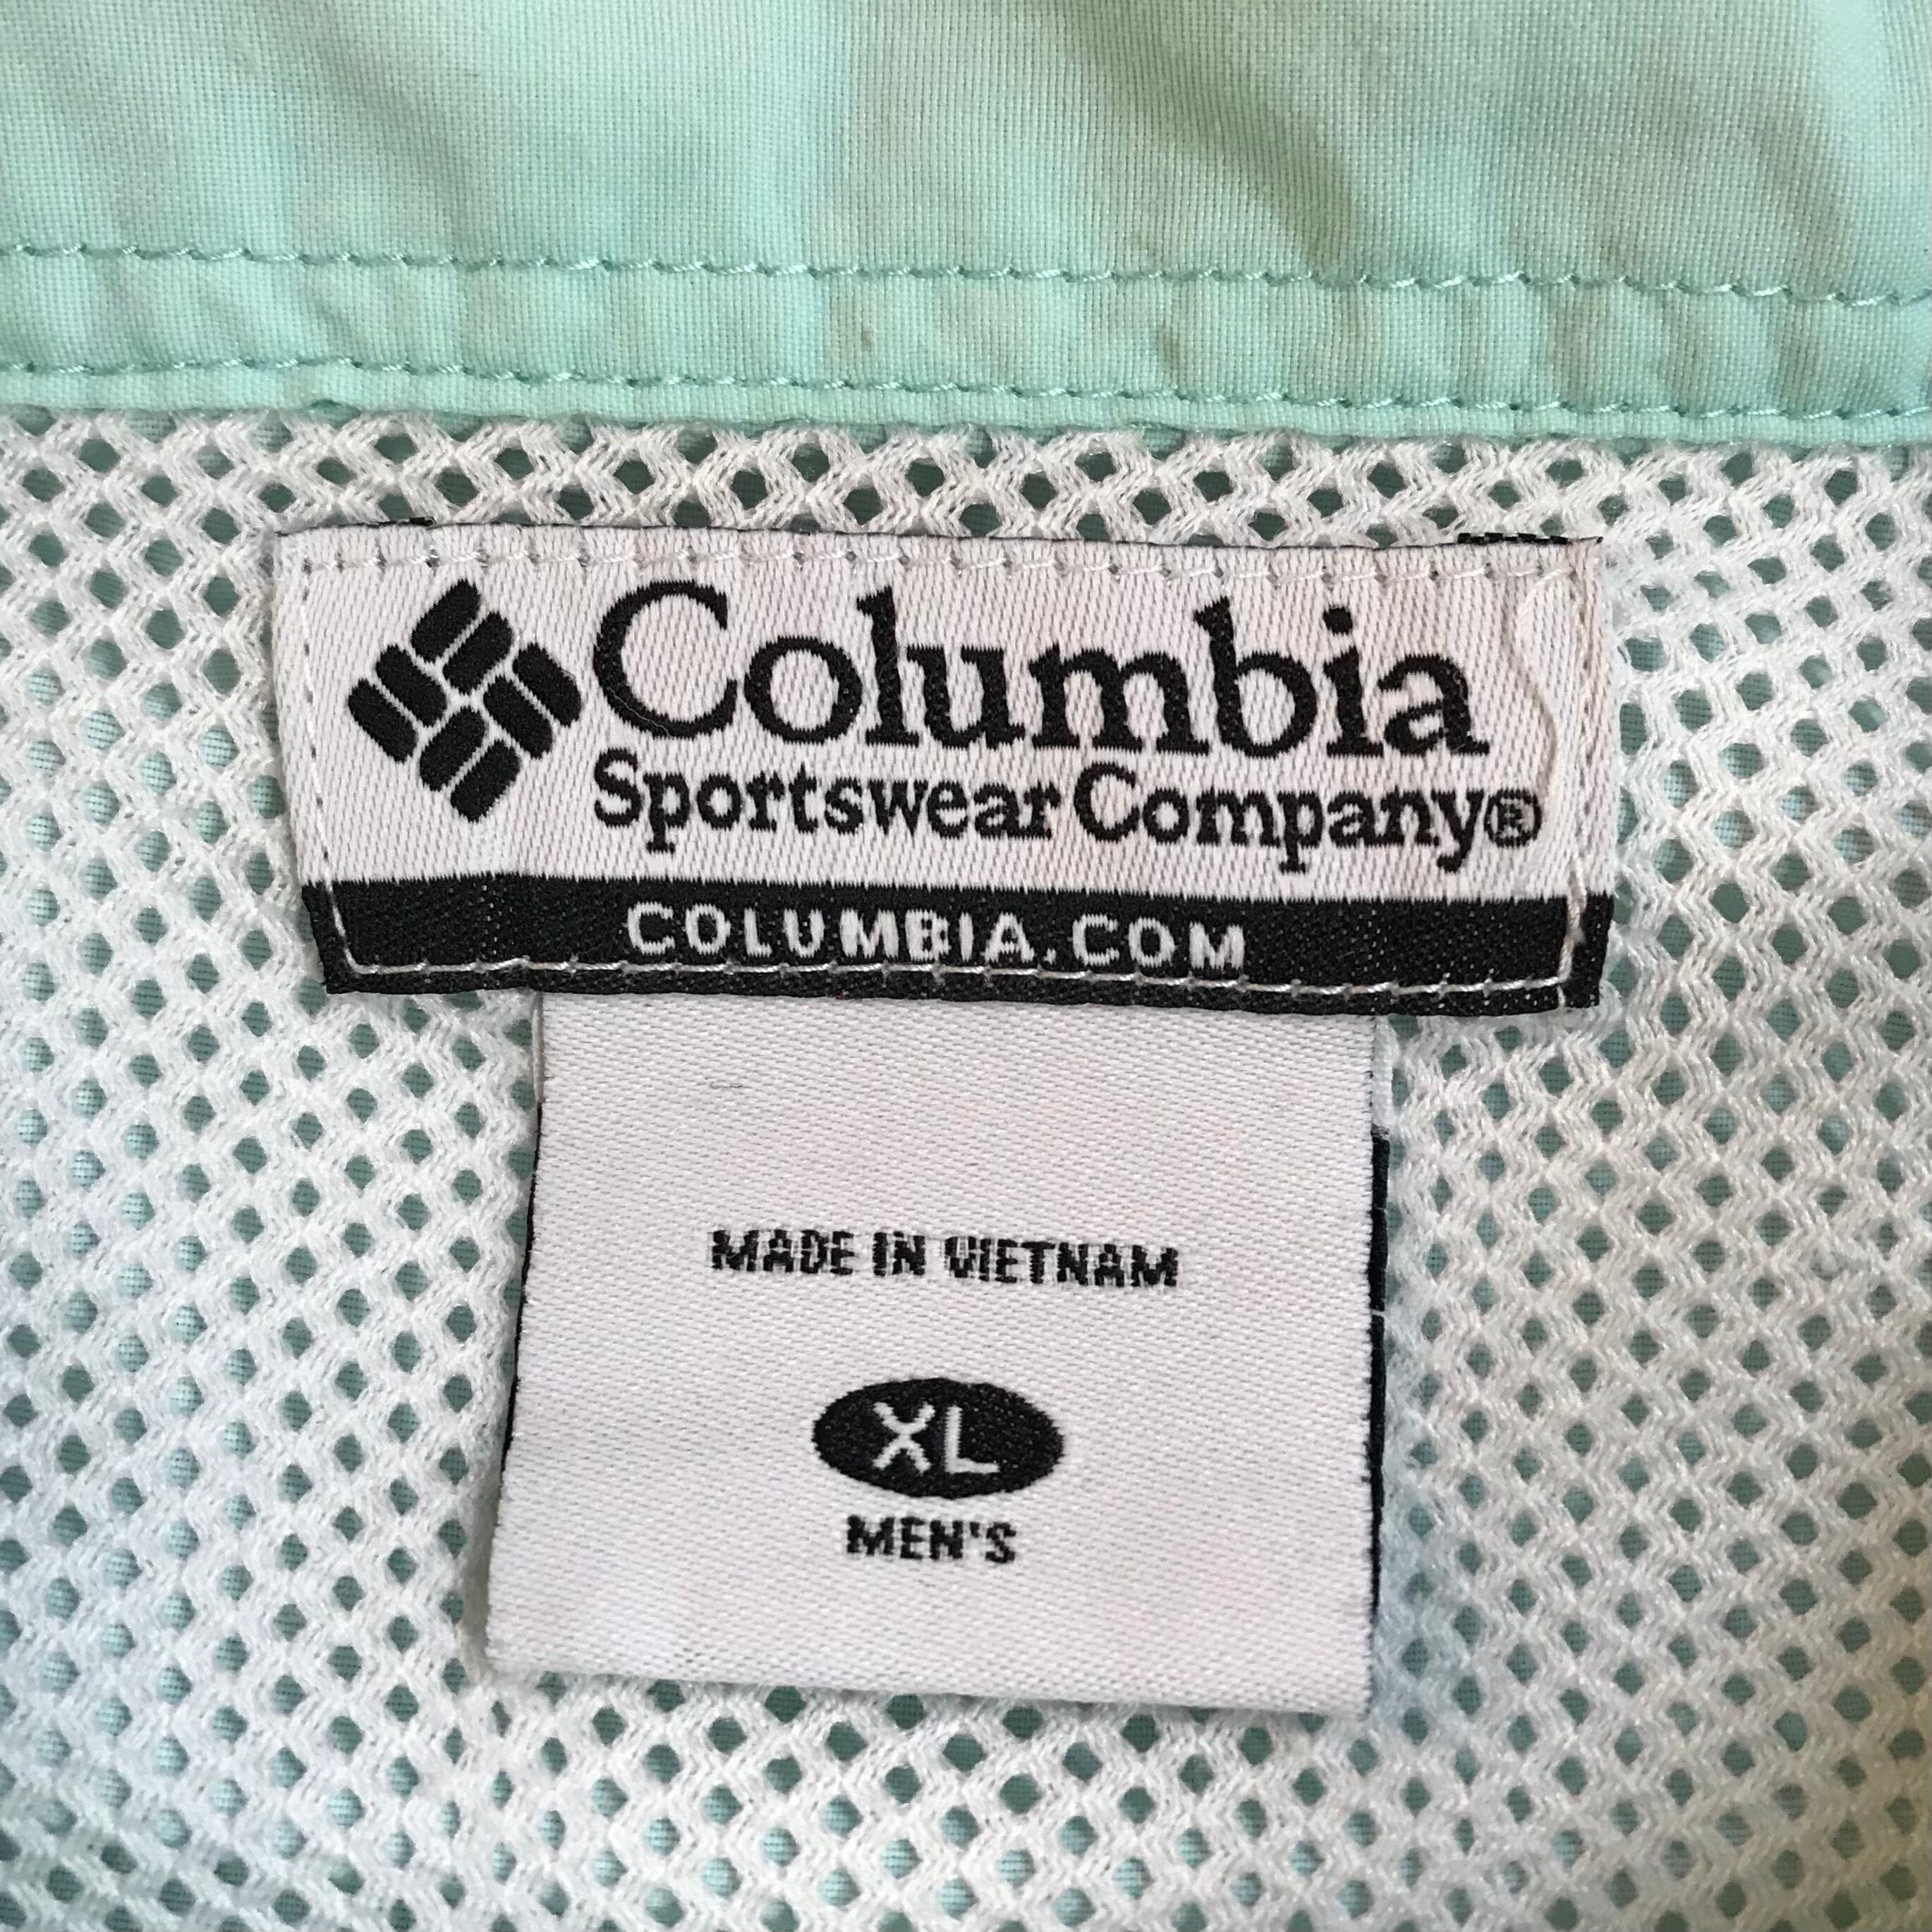 Columbia
Sportswear Company®
COLUMBIA.COM
MADE IN VIETNAM
XL
MEN'S